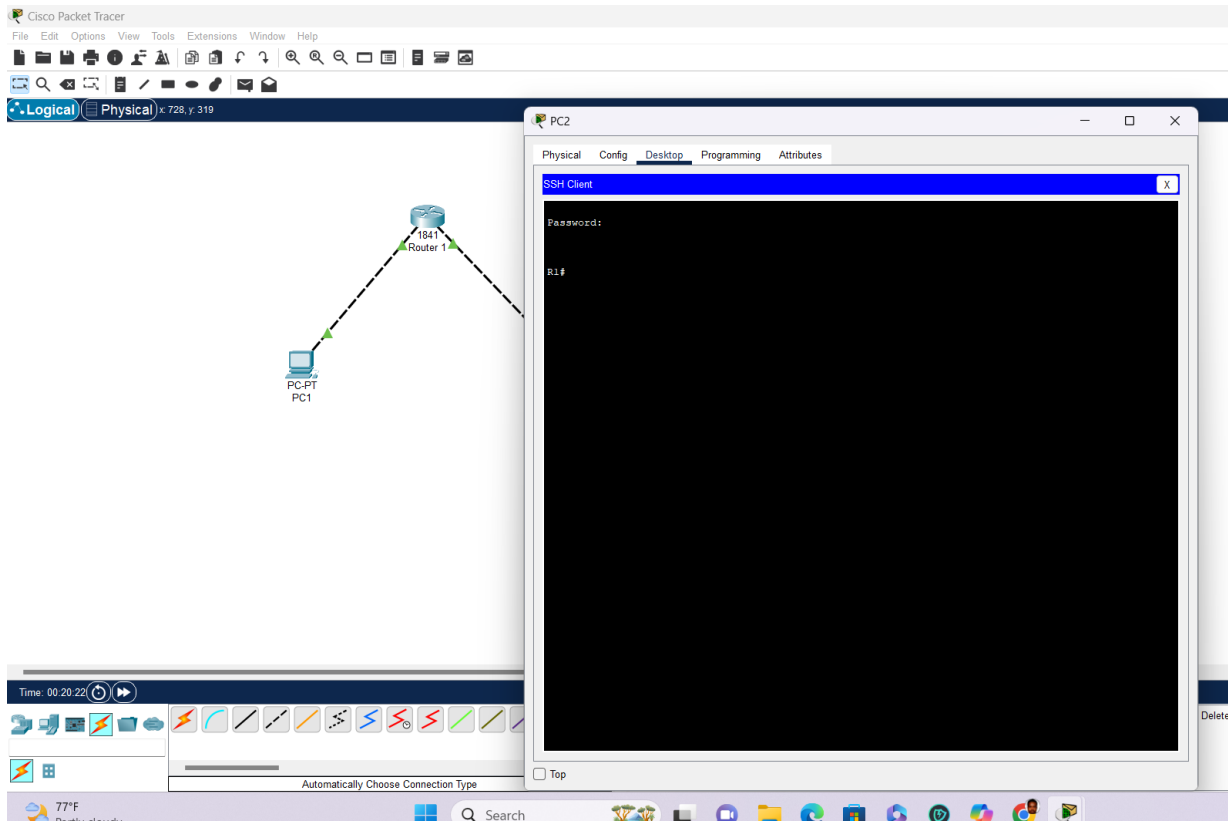 Cisco Packet Tracer
File Edit Options View Tools Extensions Window Help
Logical Physical x: 728, y: 319
PC2
Physical Config Desktop Programming Attributes
SSH Client X
Password:
R1#
1841
Router 1
PC-PT
PC1
Top
Time: 00:20:22
Delete
Automatically Choose Connection Type
77°F
Partly cloudy
Search